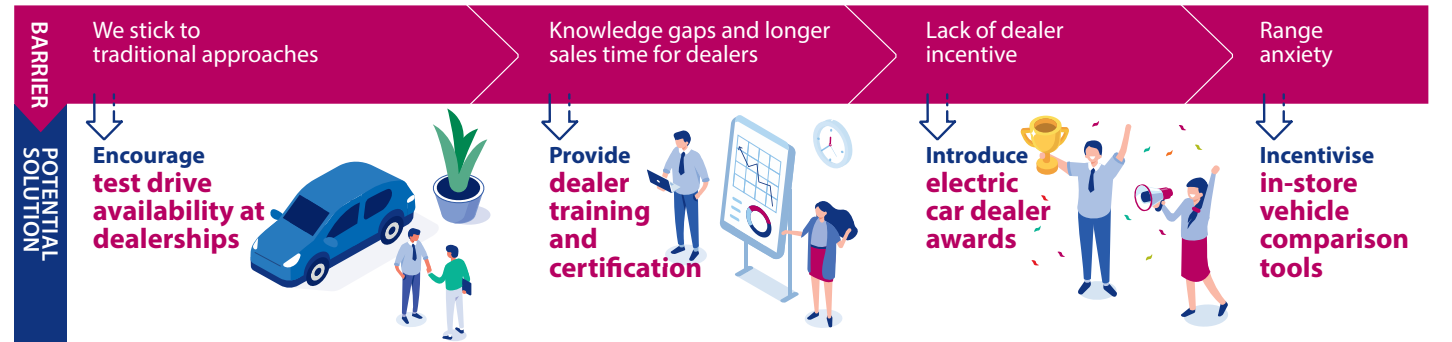 BARRIER
We stick to
traditional approaches
Knowledge gaps and longer
sales time for dealers
Lack of dealer
incentive
Range
anxiety
POTENTIAL
SOLUTION
Encourage
test drive
availability at
dealerships
Provide
dealer
training
and
certification
Introduce
electric
car dealer
awards
Incentivise
in-store
vehicle
comparison
tools